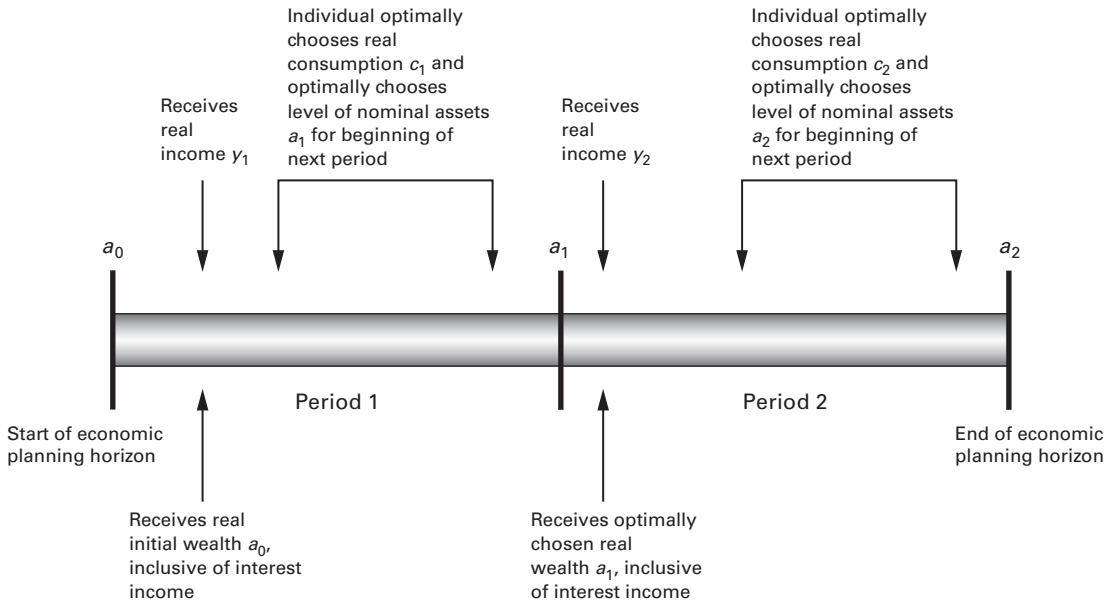 Individual optimally
chooses real
consumption c1 and
optimally chooses
level of nominal assets
a1 for beginning of
next period
Individual optimally
chooses real
consumption c2 and
optimally chooses
level of nominal assets
a2 for beginning of
next period
Receives
real
income y1
Receives
real
income y2
a0
a1
a2
Period 1
Period 2
Start of economic
planning horizon
End of economic
planning horizon
Receives real
initial wealth a0,
inclusive of interest
income
Receives optimally
chosen real
wealth a1, inclusive
of interest income